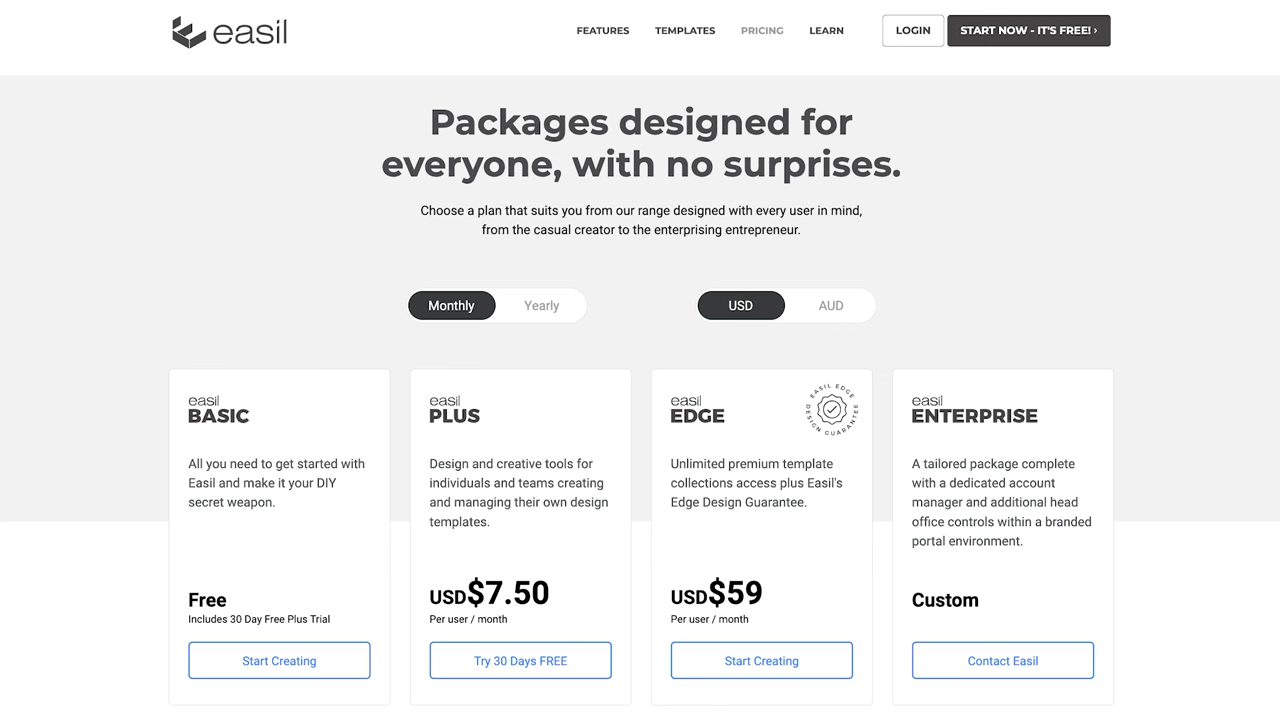 easil
FEATURES TEMPLATES PRICING LEARN LOGIN START NOW - IT'S FREE! ›
Packages designed for
everyone, with no surprises.
Choose a plan that suits you from our range designed with every user in mind,
from the casual creator to the enterprising entrepreneur.
Monthly Yearly USD AUD
easil
BASIC
All you need to get started with
Easil and make it your DIY
secret weapon.
Free
Includes 30 Day Free Plus Trial
Start Creating
easil
PLUS
Design and creative tools for
individuals and teams creating
and managing their own design
templates.
USD$7.50
Per user / month
Try 30 Days FREE
easil
EDGE
EASIL EDGE
DESIGN GUARANTEE
Unlimited premium template
collections access plus Easil's
Edge Design Guarantee.
USD$59
Per user / month
Start Creating
easil
ENTERPRISE
A tailored package complete
with a dedicated account
manager and additional head
office controls within a branded
portal environment.
Custom
Contact Easil